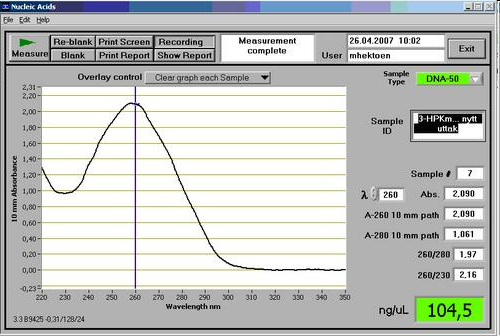 Nucleic Acids
File Edit Help
Measure
Re-blank Print Screen Recording
Blank Print Report Show Report
Measurement complete
26.04.2007 10:02
User mhektoen
Exit
Overlay control Clear graph each Sample
Sample Type DNA-50
Sample ID 3-HPKm... nytt uttak
Sample # 7
λ 260 Abs. 2,090
A-260 10 mm path 2,090
A-280 10 mm path 1,061
260/280 1,97
260/230 2,16
ng/uL 104,5
10 mm Absorbance
2,31
2,20
2,00
1,80
1,60
1,40
1,20
1,00
0,80
0,60
0,40
0,20
0,00
-0,23
220 230 240 250 260 270 280 290 300 310 320 330 340 350
Wavelength nm
3.3 B9425 -0.31/128/24